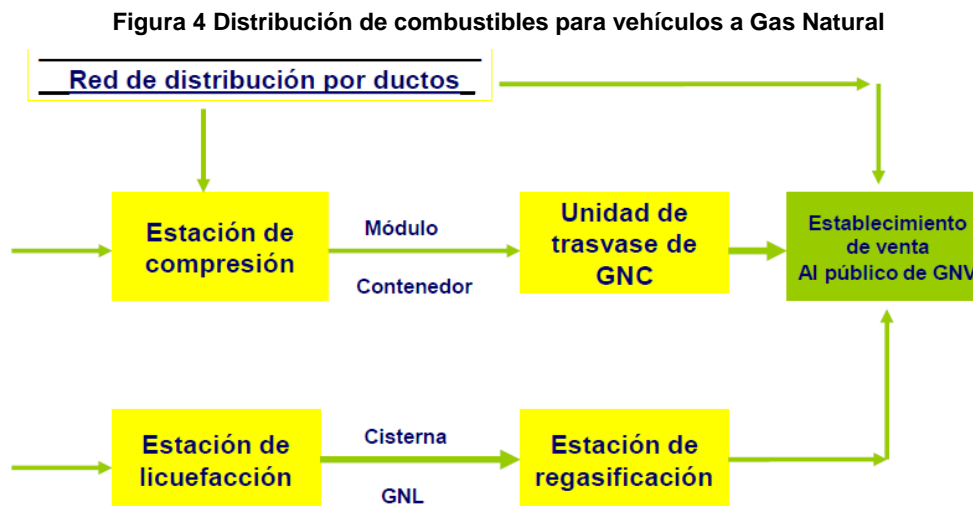 Figura 4 Distribución de combustibles para vehículos a Gas Natural
Red de distribución por ductos
Estación de
compresión
Módulo
Contenedor
Unidad de
trasvase de
GNC
Establecimiento
de venta
Al público de GNV
Estación de
licuefacción
Cisterna
GNL
Estación de
regasificación